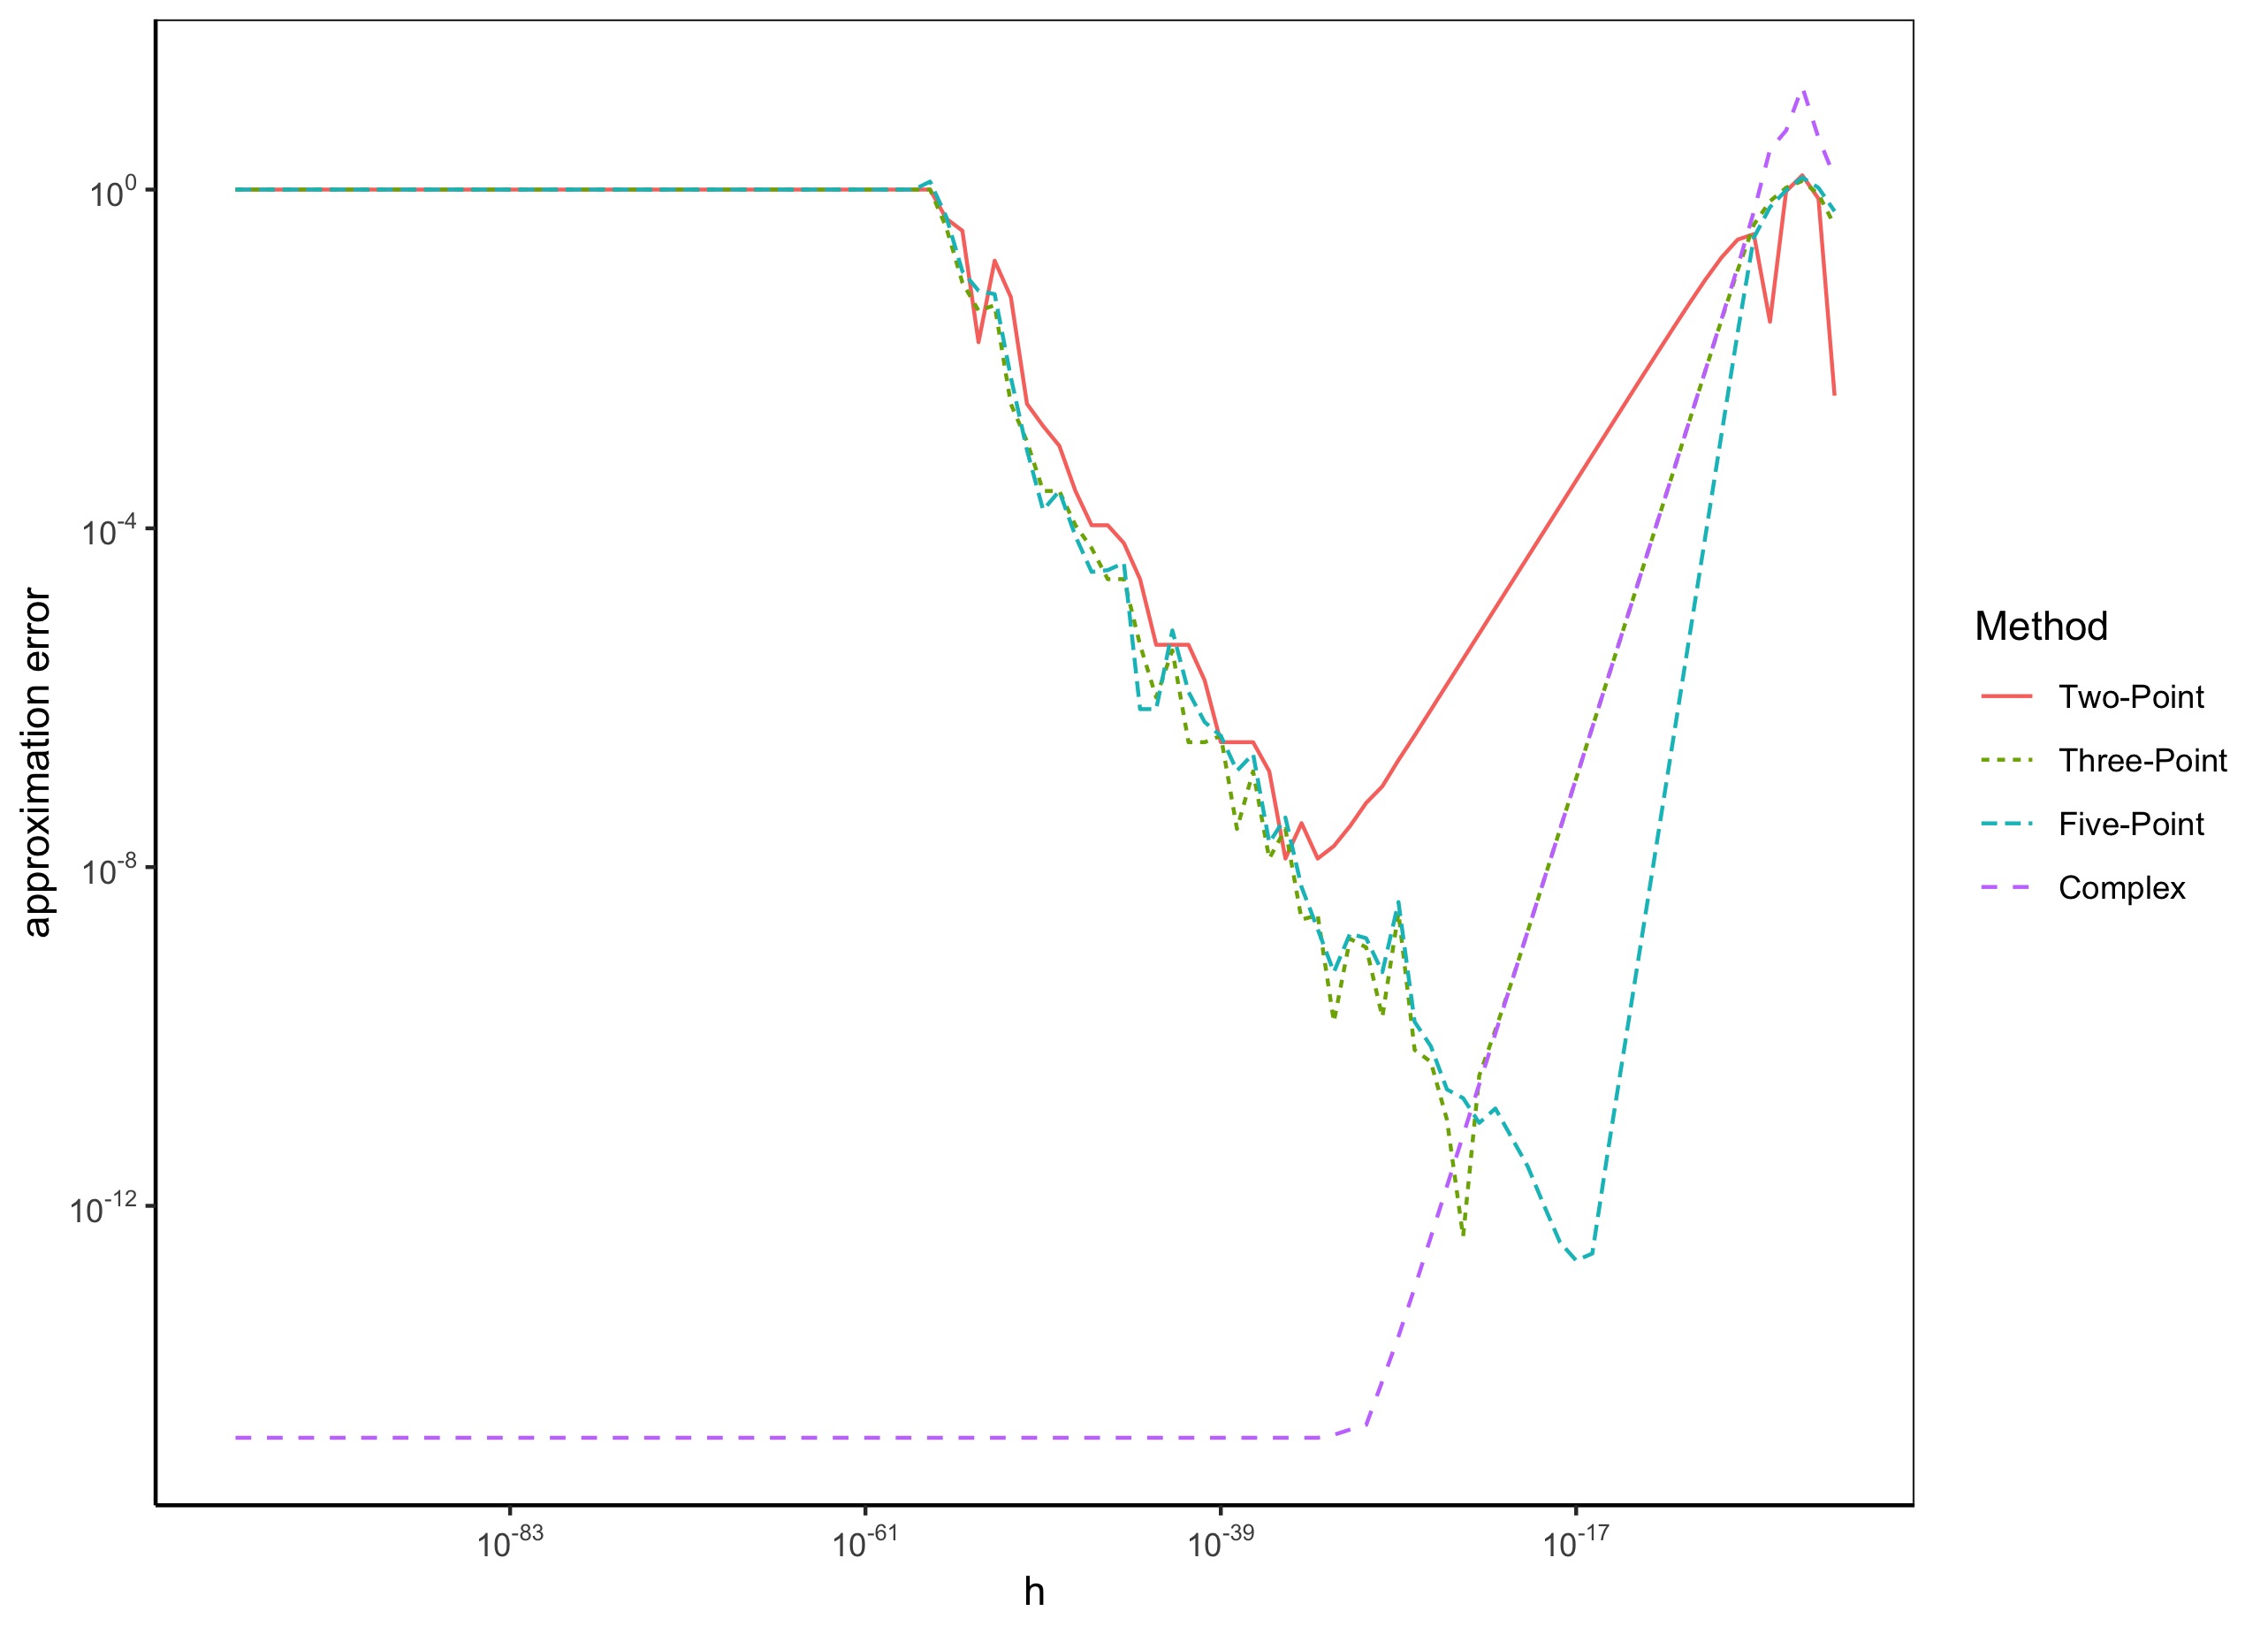 approximation error
10^0
10^-4
10^-8
10^-12
10^-83
10^-61
10^-39
10^-17
h
Method
Two-Point
Three-Point
Five-Point
Complex